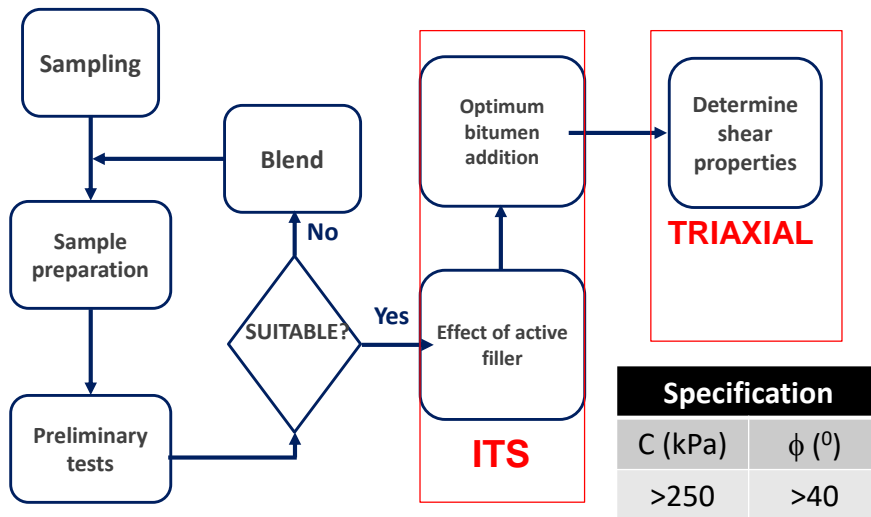 Sampling
Blend
No
Sample
preparation
SUITABLE?
Yes
Preliminary
tests
Optimum
bitumen
addition
Effect of active
filler
ITS
Determine
shear
properties
TRIAXIAL
Specification
C (kPa) ϕ (⁰)
>250 >40